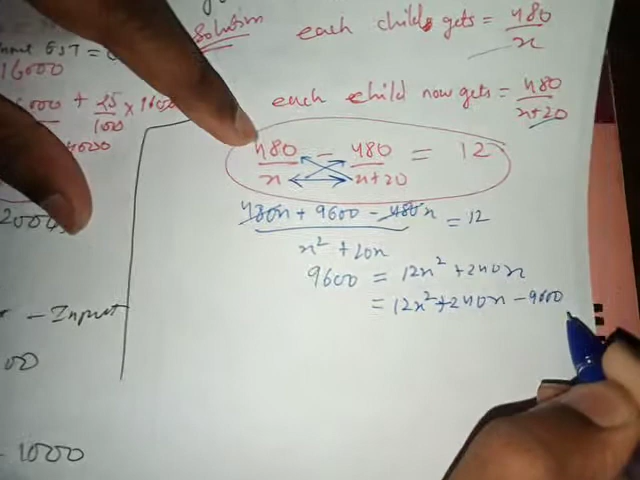 Solution each childs gets = 480/x
each child now gets = 480/x+20
480/x - 480/x+20 = 12
480x + 9600 - 480x / x² + 20x = 12
9600 = 12x² + 240x
= 12x² + 240x - 9600
16000
- Input
- 1000